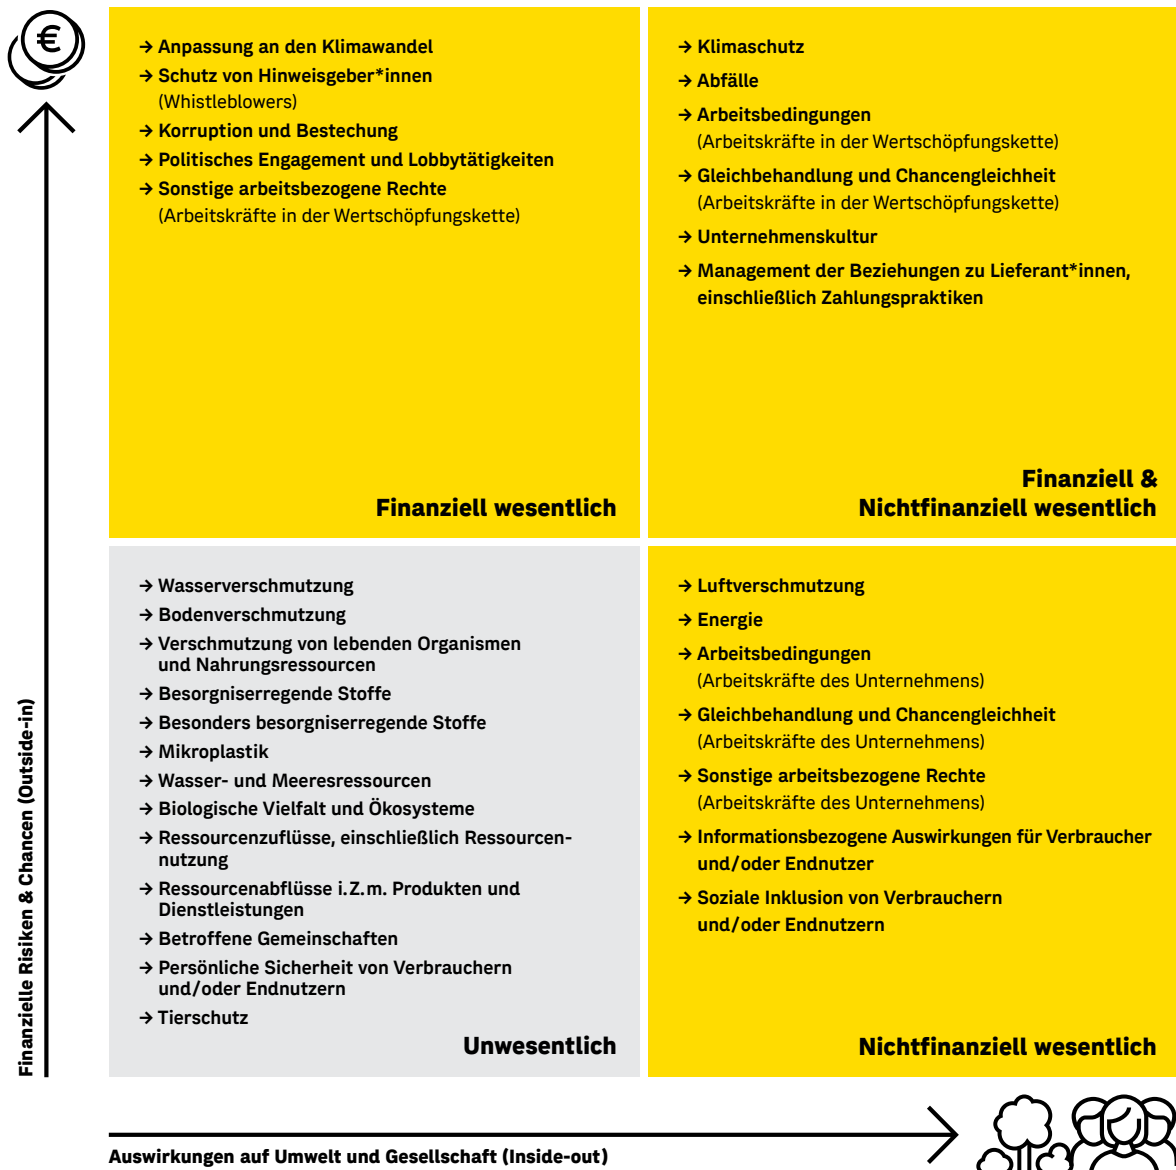 €
→ Anpassung an den Klimawandel
→ Schutz von Hinweisgeber*innen
(Whistleblowers)
→ Korruption und Bestechung
→ Politisches Engagement und Lobbytätigkeiten
→ Sonstige arbeitsbezogene Rechte
(Arbeitskräfte in der Wertschöpfungskette)
Finanziell wesentlich
→ Klimaschutz
→ Abfälle
→ Arbeitsbedingungen
(Arbeitskräfte in der Wertschöpfungskette)
→ Gleichbehandlung und Chancengleichheit
(Arbeitskräfte in der Wertschöpfungskette)
→ Unternehmenskultur
→ Management der Beziehungen zu Lieferant*innen,
einschließlich Zahlungspraktiken
Finanziell &
Nichtfinanziell wesentlich
→ Wasserverschmutzung
→ Bodenverschmutzung
→ Verschmutzung von lebenden Organismen
und Nahrungsressourcen
→ Besorgniserregende Stoffe
→ Besonders besorgniserregende Stoffe
→ Mikroplastik
→ Wasser- und Meeresressourcen
→ Biologische Vielfalt und Ökosysteme
→ Ressourcenzuflüsse, einschließlich Ressourcen-
nutzung
→ Ressourcenabflüsse i.Z.m. Produkten und
Dienstleistungen
→ Betroffene Gemeinschaften
→ Persönliche Sicherheit von Verbrauchern
und/oder Endnutzern
→ Tierschutz
Unwesentlich
→ Luftverschmutzung
→ Energie
→ Arbeitsbedingungen
(Arbeitskräfte des Unternehmens)
→ Gleichbehandlung und Chancengleichheit
(Arbeitskräfte des Unternehmens)
→ Sonstige arbeitsbezogene Rechte
(Arbeitskräfte des Unternehmens)
→ Informationsbezogene Auswirkungen für Verbraucher
und/oder Endnutzer
→ Soziale Inklusion von Verbrauchern
und/oder Endnutzern
Nichtfinanziell wesentlich
Finanzielle Risiken & Chancen (Outside-in)
Auswirkungen auf Umwelt und Gesellschaft (Inside-out)